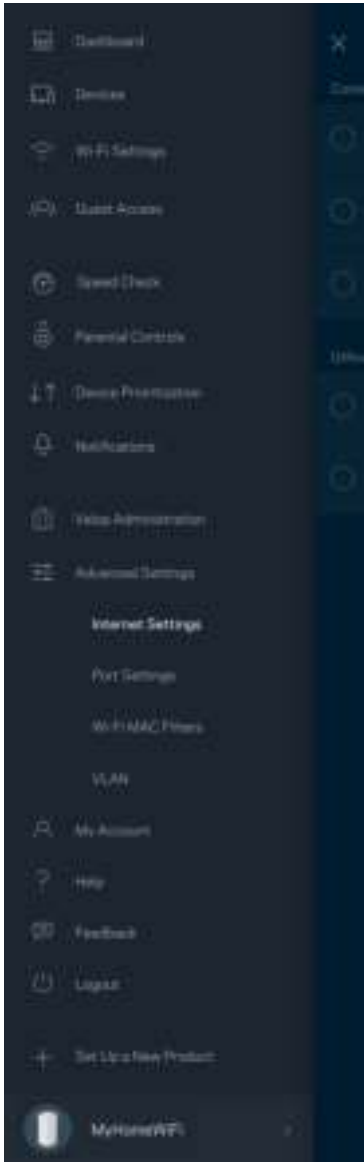 Dashboard
Devices
Wi-Fi Settings
Guest Access
Speed Check
Parental Controls
Device Prioritization
Notifications
Velop Administration
Advanced Settings
Internet Settings
Port Settings
Wi-Fi MAC Filters
VLAN
My Account
Help
Feedback
Logout
Set Up a New Product
MyHomeWiFi